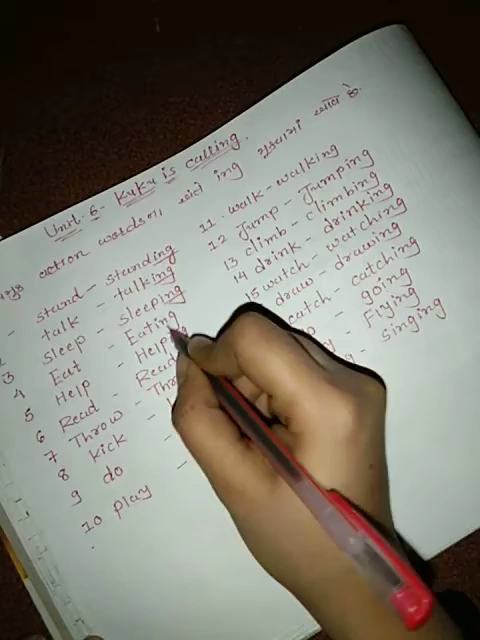 Unit. 6 - Kuku is calling.
action words ing
1 - stand - standing
2 talk - talking
3 sleep - sleeping
4 Eat - Eating
5 Help - Helping
6 Read - Read
7 Throw - Thr
8 kick -
9 do
10 play -
11. walk - walking
12 Jump - Jumping
13 climb - climbing
14 drink - drinking
15 watch - watching
draw - drawing
catch - catching
- going
- Flying
- singing